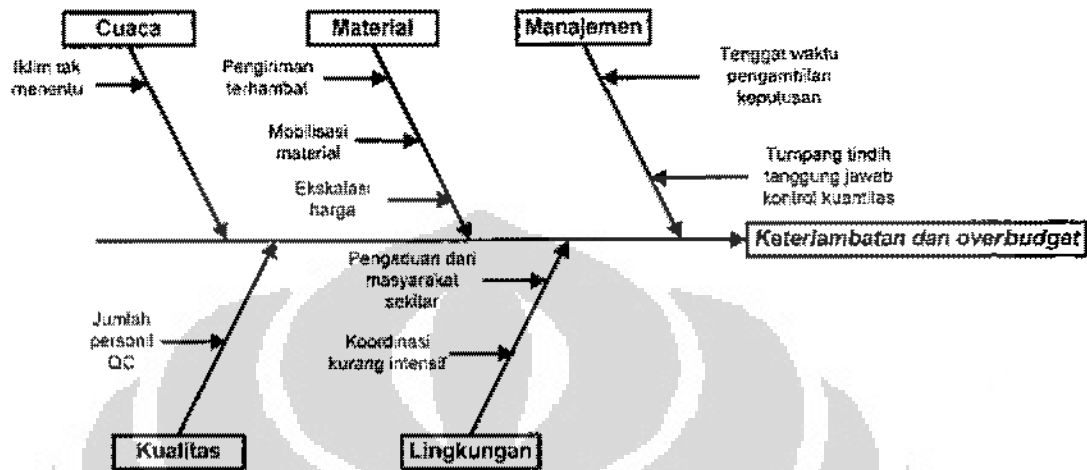 Cuaca
Material
Manajemen
Iklim tak
menentu
Pengiriman
terhambat
Mobilisasi
material
Ekskalasi
harga
Tenggat waktu
pengambilan
keputusan
Tumpang tindih
tanggung jawab
kontrol kuantitas
Keterlambatan dan overbudget
Jumlah
personil
QC
Pengaduan dari
masyarakat
sekitar
Koordinasi
kurang intensif
Kualitas
Lingkungan